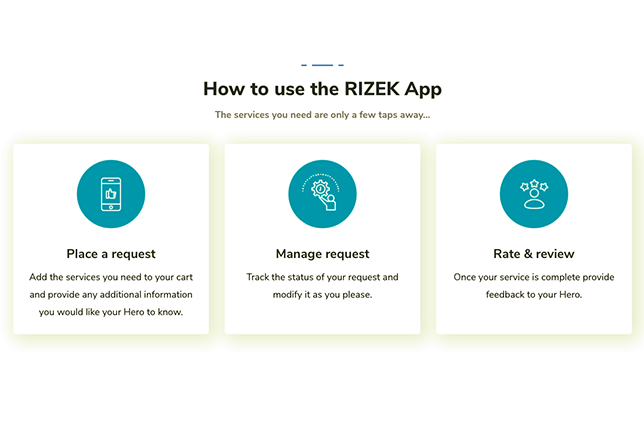 How to use the RIZEK App
The services you need are only a few taps away...
Place a request
Add the services you need to your cart
and provide any additional information
you would like your Hero to know.
Manage request
Track the status of your request and
modify it as you please.
Rate & review
Once your service is complete provide
feedback to your Hero.